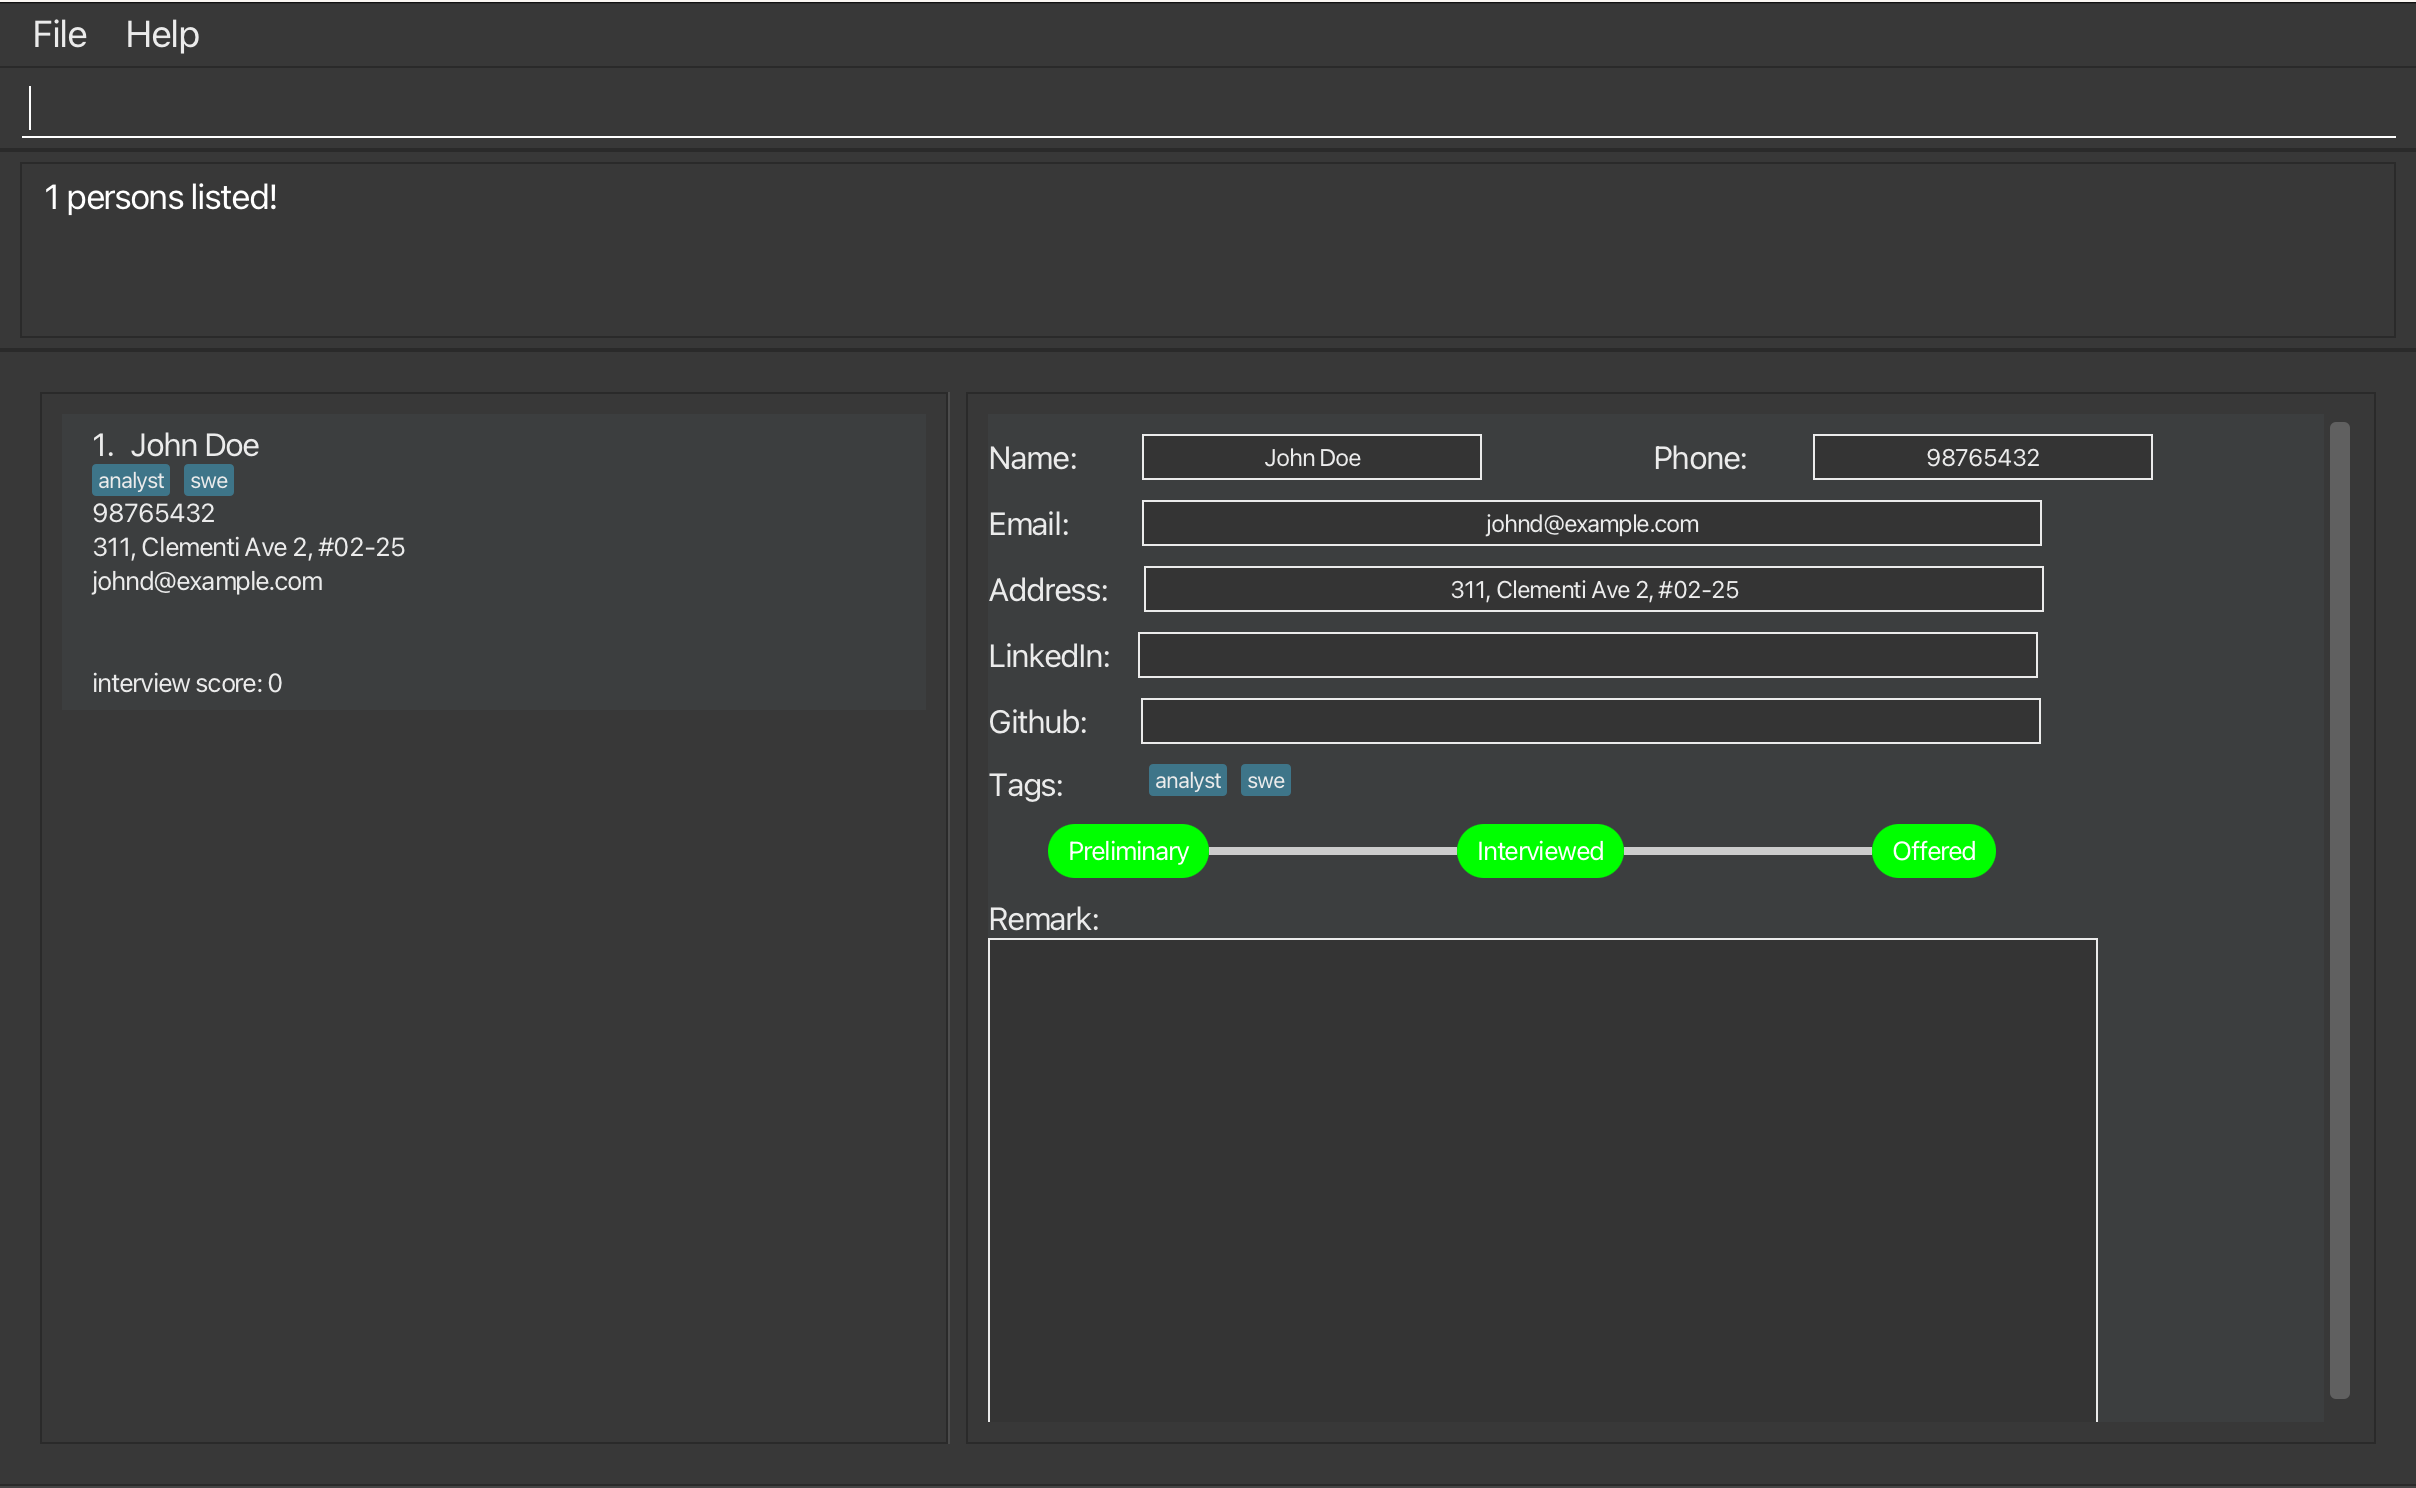 File Help
1 persons listed!
1. John Doe
analyst swe
98765432
311, Clementi Ave 2, #02-25
johnd@example.com
interview score: 0
Name: John Doe Phone: 98765432
Email: johnd@example.com
Address: 311, Clementi Ave 2, #02-25
LinkedIn:
Github:
Tags: analyst swe
Preliminary Interviewed Offered
Remark: